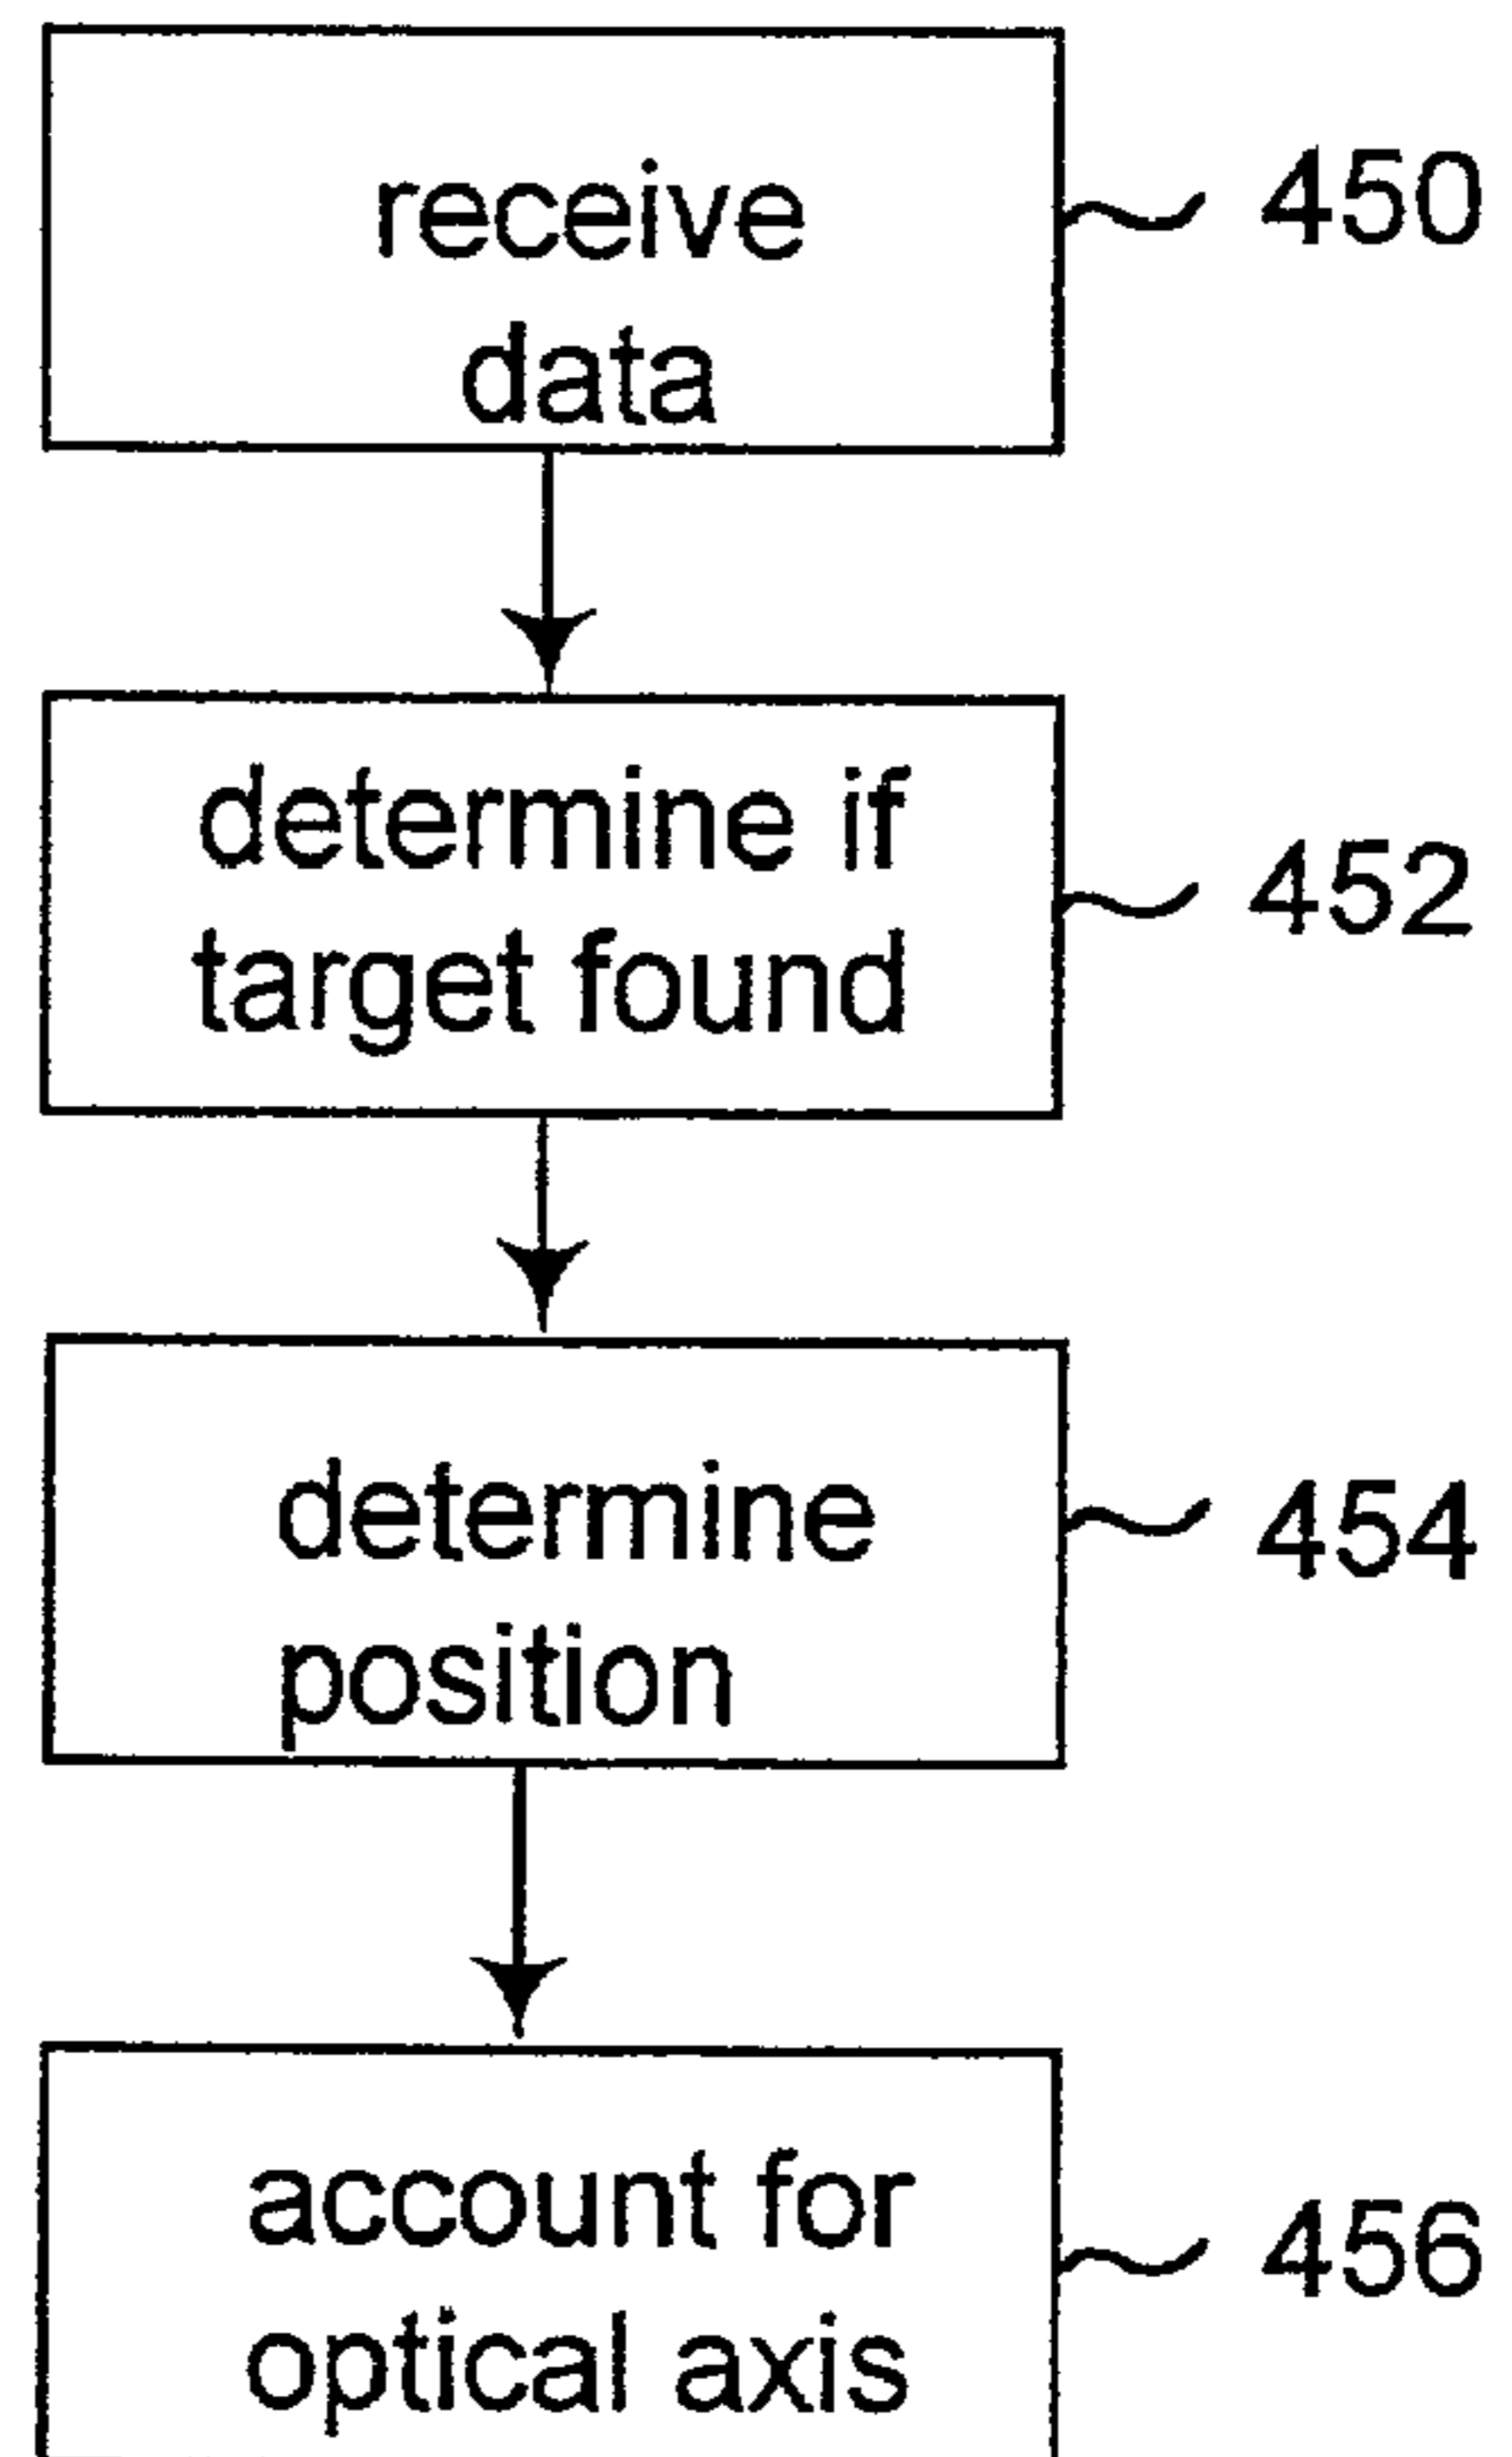 receive
data
450
determine if
target found
452
determine
position
454
account for
optical axis
456